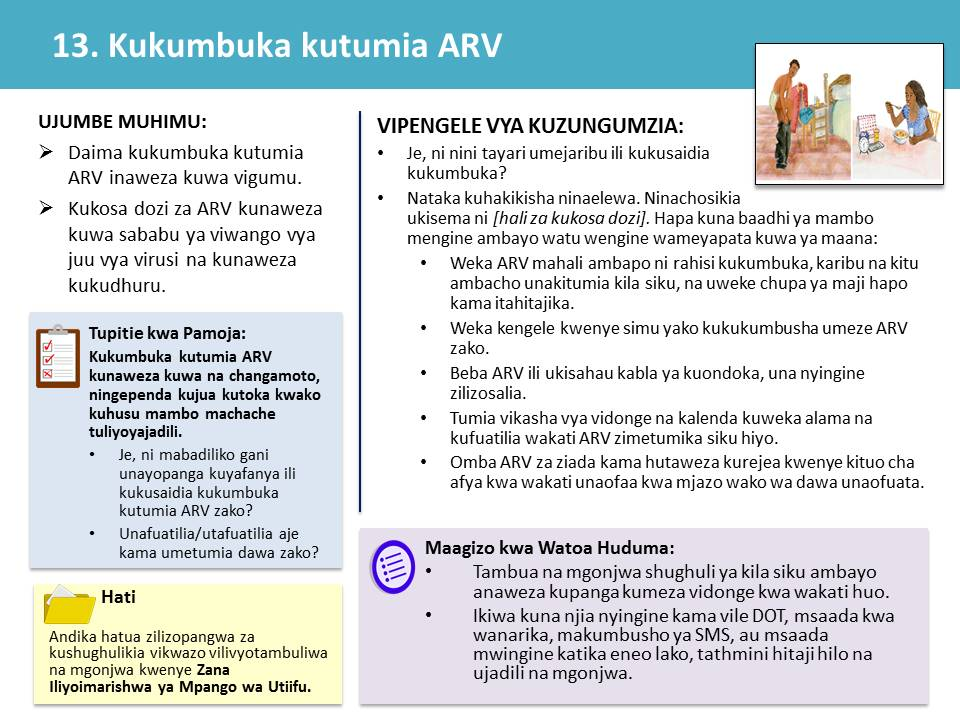 13. Kukumbuka kutumia ARV
UJUMBE MUHIMU:
➢ Daima kukumbuka kutumia
ARV inaweza kuwa vigumu.
➢ Kukosa dozi za ARV kunaweza
kuwa sababu ya viwango vya
juu vya virusi na kunaweza
kukudhuru.
Tupitie kwa Pamoja:
Kukumbuka kutumia ARV
kunaweza kuwa na changamoto,
ningependa kujua kutoka kwako
kuhusu mambo machache
tuliyoyajadili.
• Je, ni mabadiliko gani
unayopanga kuyafanya ili
kukusaidia kukumbuka
kutumia ARV zako?
• Unafuatilia/utafuatilia aje
kama umetumia dawa zako?
Hati
Andika hatua zilizopangwa za
kushughulikia vikwazo vilivyotambuliwa
na mgonjwa kwenye Zana
Iliyoimarishwa ya Mpango wa Utiifu.
VIPENGELE VYA KUZUNGUMZIA:
• Je, ni nini tayari umejaribu ili kukusaidia
kukumbuka?
• Nataka kuhakikisha ninaelewa. Ninachosikia
ukisema ni [hali za kukosa dozi]. Hapa kuna baadhi ya mambo
mengine ambayo watu wengine wameyapata kuwa ya maana:
• Weka ARV mahali ambapo ni rahisi kukumbuka, karibu na kitu
ambacho unakitumia kila siku, na uweke chupa ya maji hapo
kama itahitajika.
• Weka kengele kwenye simu yako kukukumbusha umeze ARV
zako.
• Beba ARV ili ukisahau kabla ya kuondoka, una nyingine
zilizosalia.
• Tumia vikasha vya vidonge na kalenda kuweka alama na
kufuatilia wakati ARV zimetumika siku hiyo.
• Omba ARV za ziada kama hutaweza kurejea kwenye kituo cha
afya kwa wakati unaofaa kwa mjazo wako wa dawa unaofuata.
Maagizo kwa Watoa Huduma:
• Tambua na mgonjwa shughuli ya kila siku ambayo
anaweza kupanga kumeza vidonge kwa wakati huo.
• Ikiwa kuna njia nyingine kama vile DOT, msaada kwa
wanarika, makumbusho ya SMS, au msaada
mwingine katika eneo lako, tathmini hitaji hilo na
ujadili na mgonjwa.